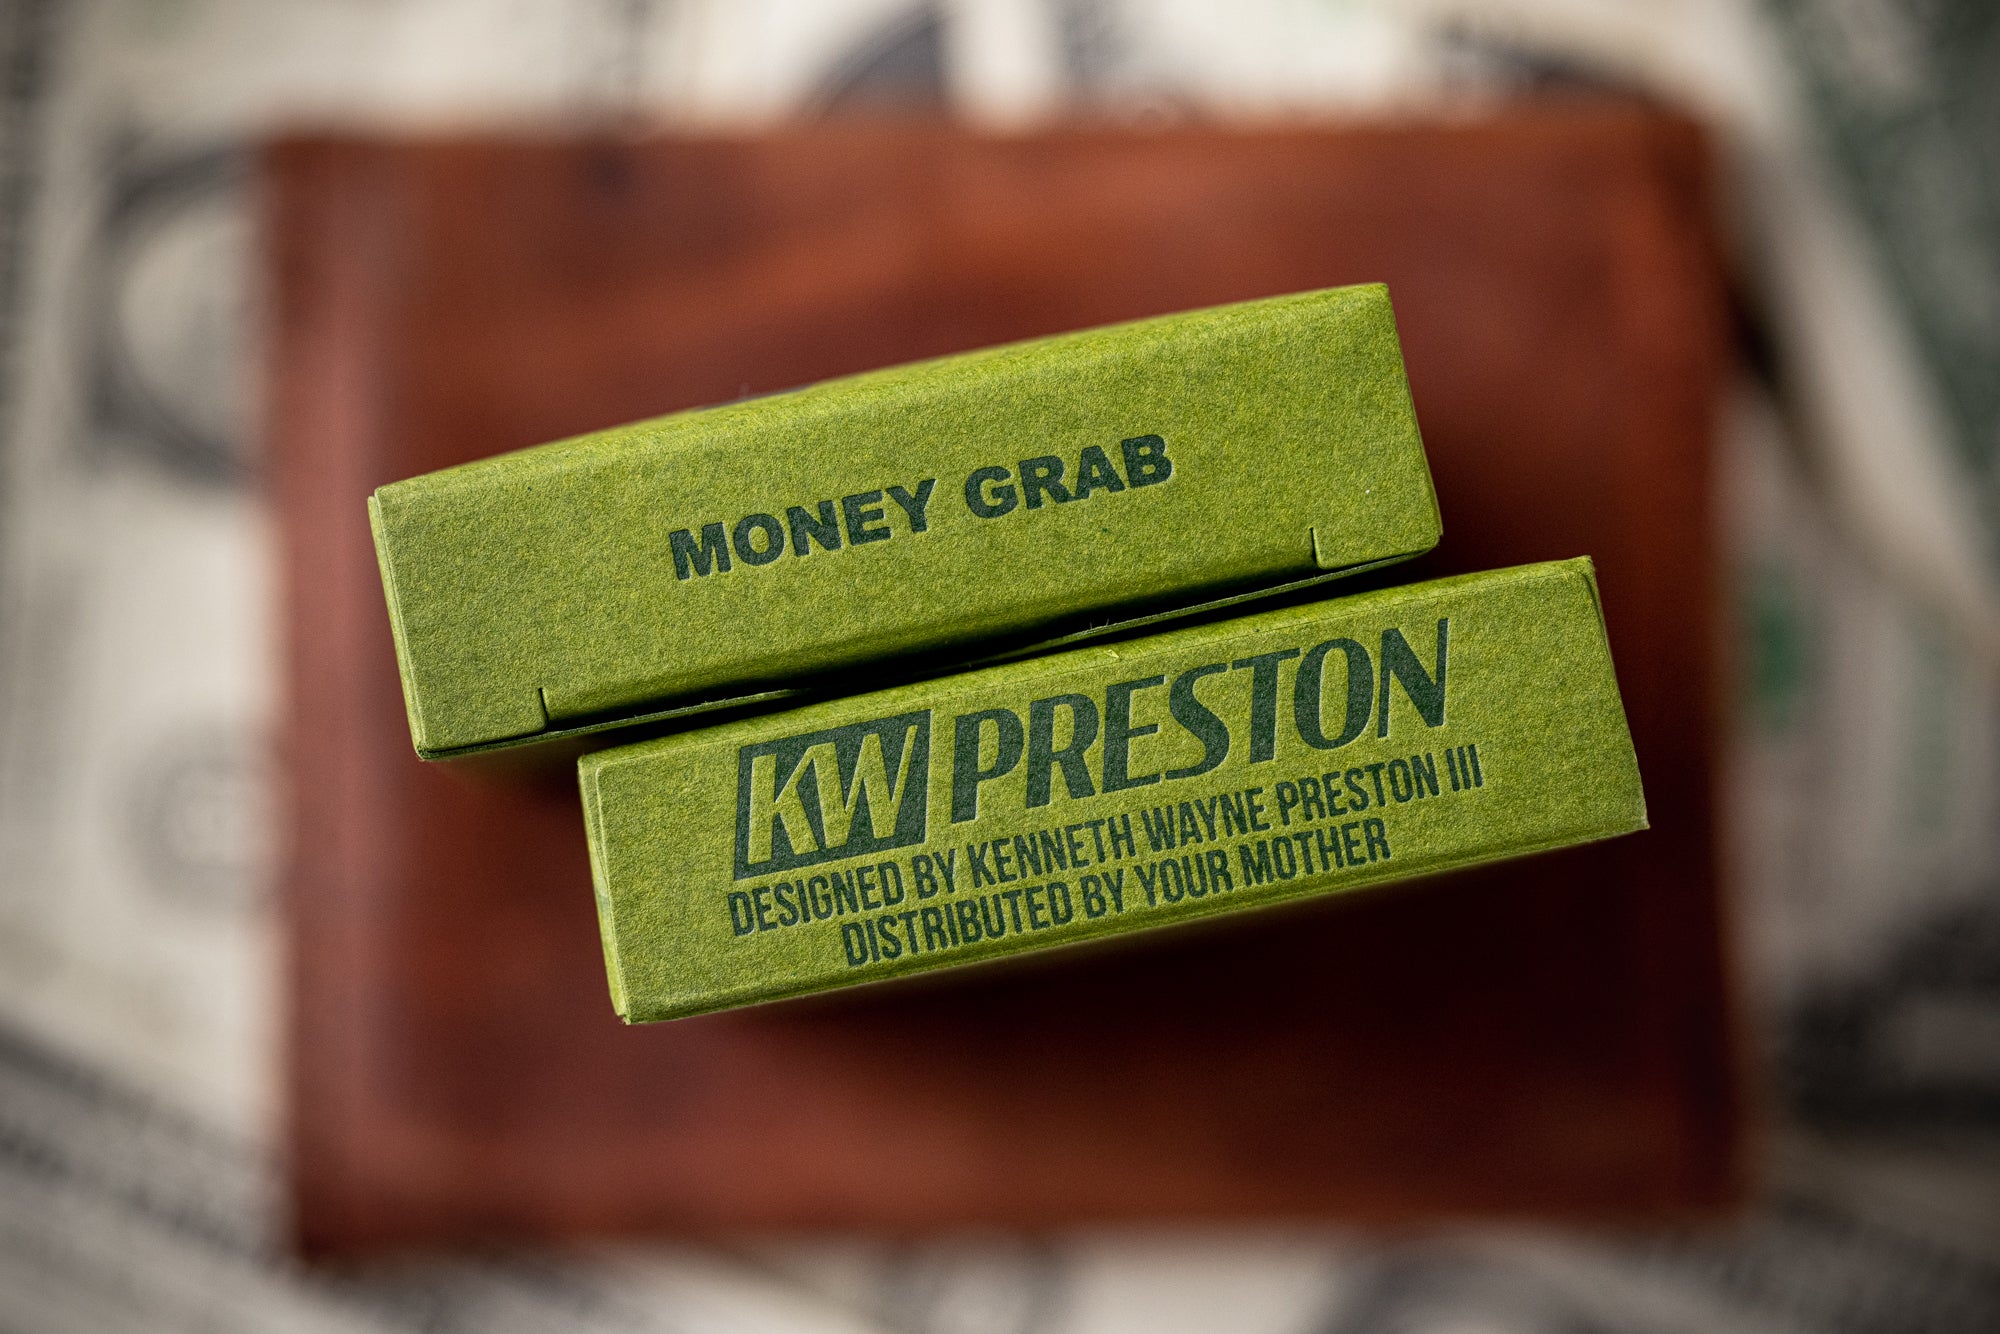 MONEY GRAB
KW PRESTON
DESIGNED BY KENNETH WAYNE PRESTON III
DISTRIBUTED BY YOUR MOTHER